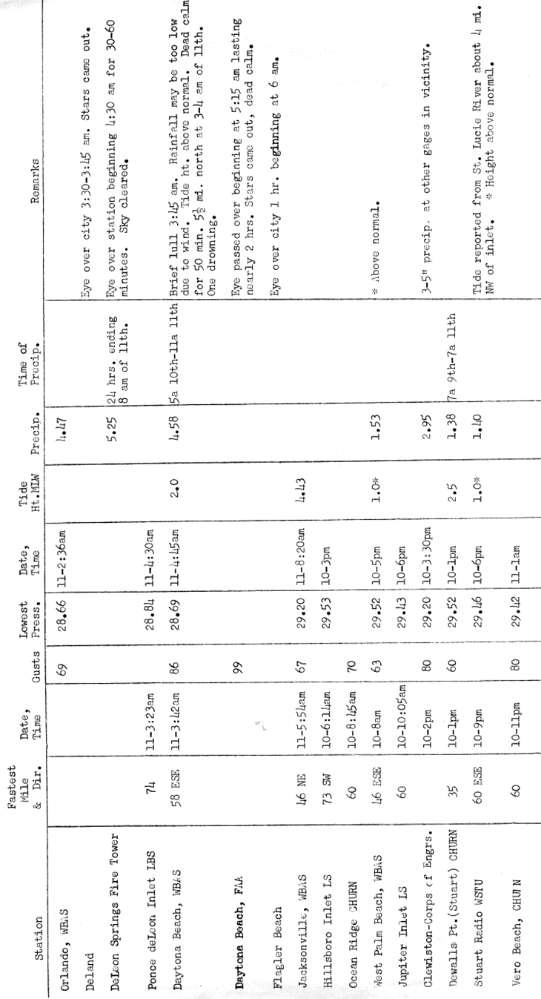 Station Fastest Mile & Dir. Date, Time Gusts Lowest Press. Date, Time Tide Ht.MLW Precip. Time of Precip. Remarks
Orlando, WBAS 69 28.66 11-2:36am 4.47
Deland Eye over city 3:30-3:45 am. Stars came out.
DeLeon Springs Fire Tower 5.25 24 hrs. ending 8 am of 11th. Eye over station beginning 4:30 am for 30-60
minutes. Sky cleared.
Ponce deLeon Inlet LBS 74 11-3:23am 28.84 11-4:30am
Daytona Beach, WBAS 58 ESE 11-3:42am 86 28.69 11-4:45am 2.0 4.58 5a 10th-11a 11th Brief lull 3:45 am. Rainfall may be too low
due to wind. Tide ht. above normal. Dead calm
for 50 min. 5½ mi. north at 3-4 am of 11th.
One drowning.
Daytona Beach, FAA 99 Eye passed over beginning at 5:15 am lasting
nearly 2 hrs. Stars came out, dead calm.
Flagler Beach Eye over city 1 hr. beginning at 6 am.
Jacksonville, WBAS 46 NE 11-5:54am 67 29.20 11-8:20am 4.43
Hillsboro Inlet LS 73 SW 10-6:14am 29.53 10-3pm
Ocean Ridge CHURN 60 10-8:45am 70
West Palm Beach, WBAS 46 ESE 10-8am 63 29.52 10-5pm 1.0* 1.53 * Above normal.
Jupiter Inlet LS 60 10-10:05am 29.43 10-6pm
Clewiston-Corps of Engrs. 10-2pm 80 29.20 10-3:30pm 2.95 3-5" precip. at other gages in vicinity.
Dewalls Pt.(Stuart) CHURN 35 10-1pm 60 29.52 10-1pm 2.5 1.38 7a 9th-7a 11th
Stuart Radio WSTU 60 ESE 10-9pm 29.46 10-6pm 1.0* 1.40 Tide reported from St. Lucie River about 4 mi.
NW of inlet. * Height above normal.
Vero Beach, CHURN 60 10-11pm 80 29.42 11-1am